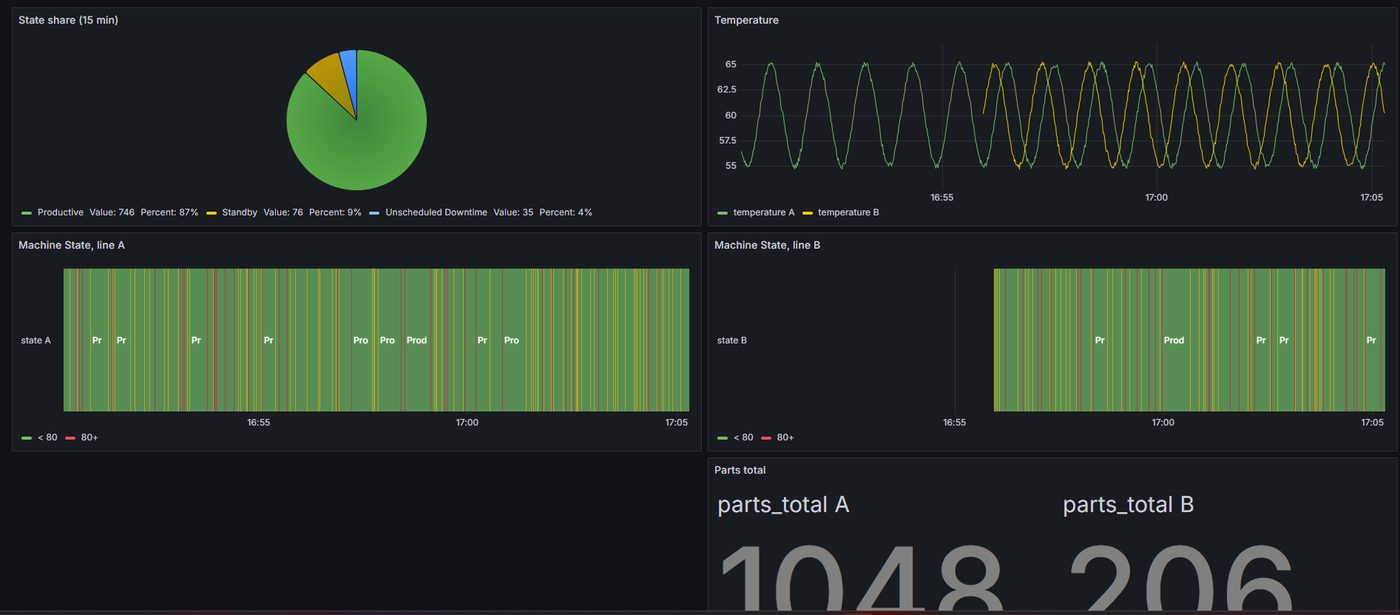 State share (15 min)
Productive Value: 746 Percent: 87% Standby Value: 76 Percent: 9% Unscheduled Downtime Value: 35 Percent: 4%
Temperature
65
62.5
60
57.5
55
16:55 17:00 17:05
temperature A temperature B
Machine State, line A
state A Pr Pr Pr Pr Pro Pro Prod Pr Pro
16:55 17:00 17:05
< 80 80+
Machine State, line B
state B Pr Prod Pr Pr Pr
16:55 17:00 17:05
< 80 80+
Parts total
parts_total A parts_total B
1048 206